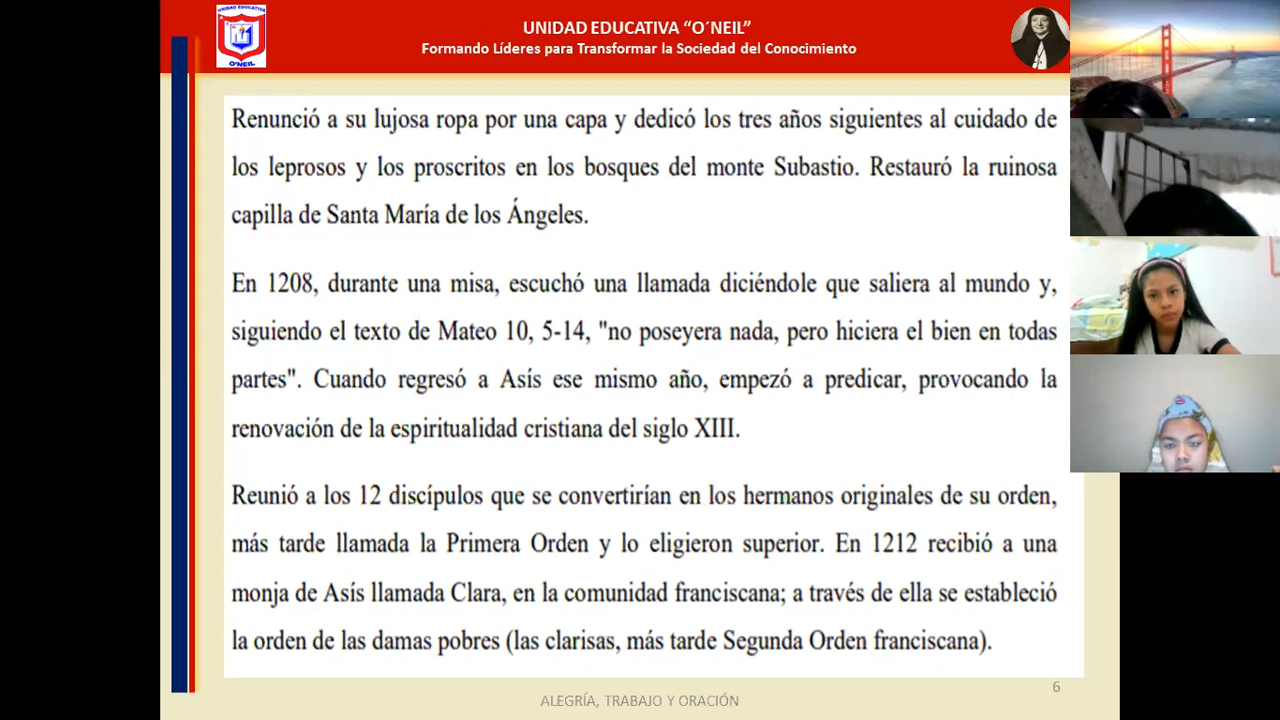 UNIDAD EDUCATIVA
O'NEIL
UNIDAD EDUCATIVA “O´NEIL”
Formando Líderes para Transformar la Sociedad del Conocimiento
Renunció a su lujosa ropa por una capa y dedicó los tres años siguientes al cuidado de
los leprosos y los proscritos en los bosques del monte Subastio. Restauró la ruinosa
capilla de Santa María de los Ángeles.
En 1208, durante una misa, escuchó una llamada diciéndole que saliera al mundo y,
siguiendo el texto de Mateo 10, 5-14, "no poseyera nada, pero hiciera el bien en todas
partes". Cuando regresó a Asís ese mismo año, empezó a predicar, provocando la
renovación de la espiritualidad cristiana del siglo XIII.
Reunió a los 12 discípulos que se convertirían en los hermanos originales de su orden,
más tarde llamada la Primera Orden y lo eligieron superior. En 1212 recibió a una
monja de Asís llamada Clara, en la comunidad franciscana; a través de ella se estableció
la orden de las damas pobres (las clarisas, más tarde Segunda Orden franciscana).
6
ALEGRÍA, TRABAJO Y ORACIÓN